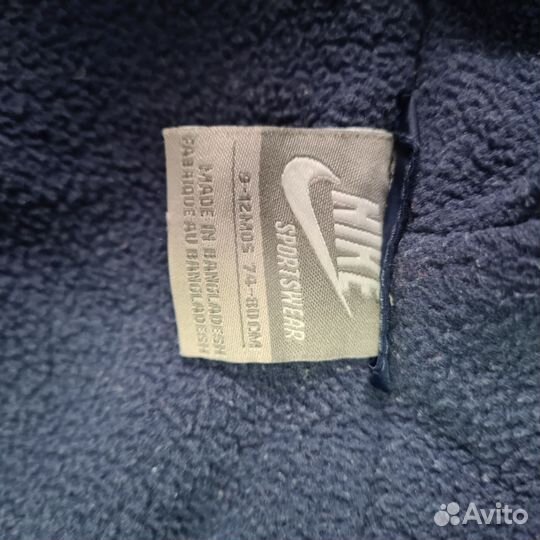 NIKE
SPORTSWEAR
9-12MOS 74-80CM
MADE IN BANGLADESH
FABRIQUE AU BANGLADESH
Avito